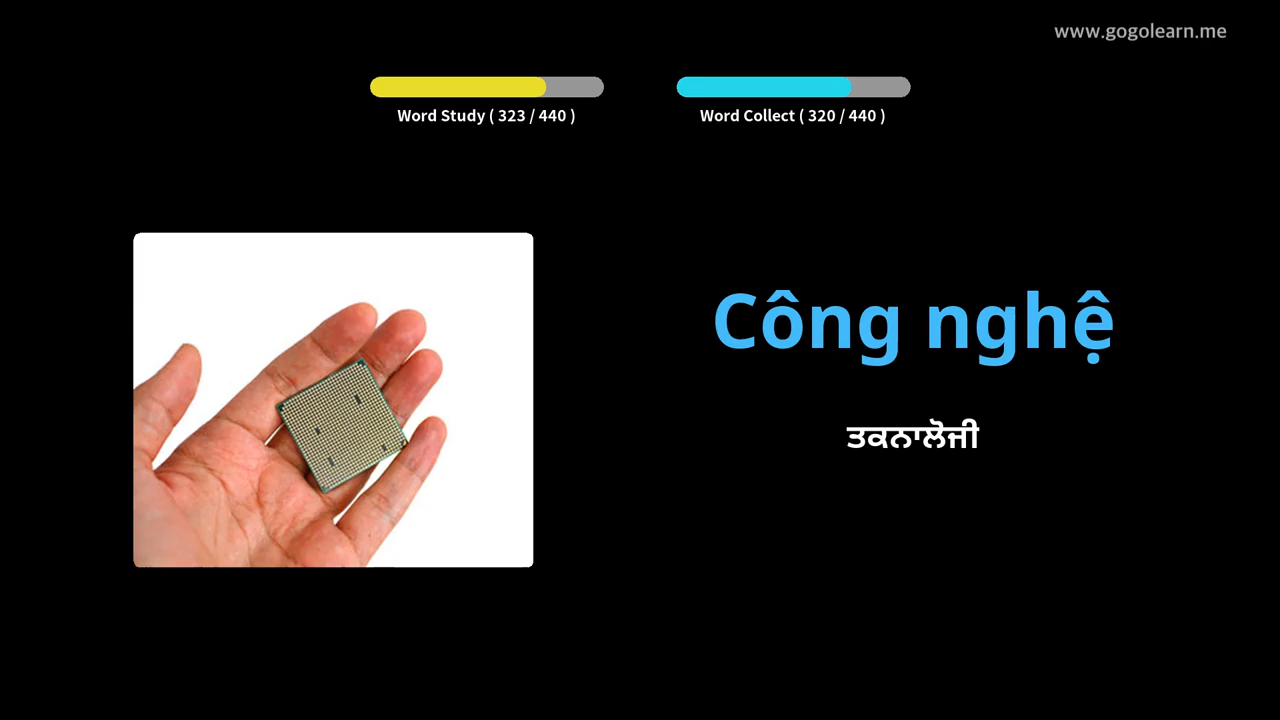 www.gogolearn.me
Word Study ( 323 / 440 )
Word Collect ( 320 / 440 )
Công nghệ
ਤਕਨਾਲੋਜੀ